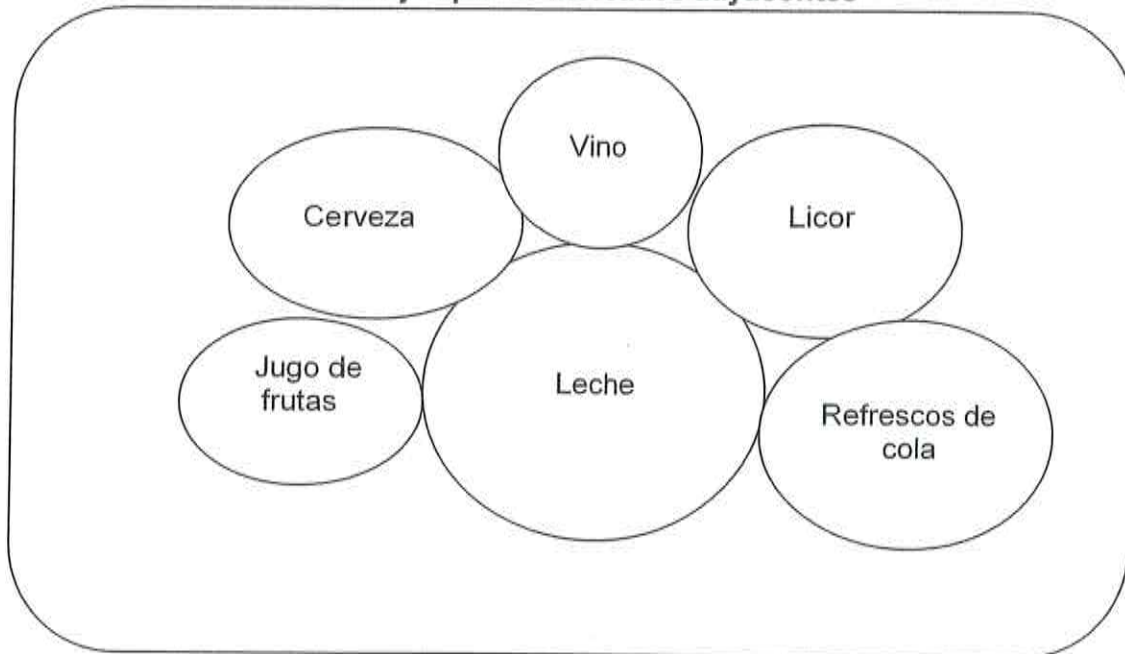 Vino
Cerveza
Licor
Jugo de
frutas
Leche
Refrescos de
cola